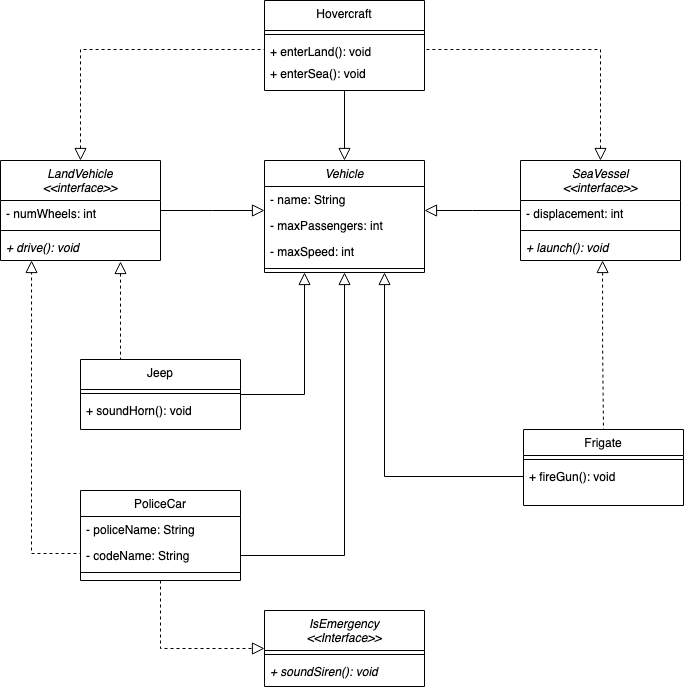 Hovercraft
+ enterLand(): void
+ enterSea(): void
LandVehicle
<<interface>>
- numWheels: int
+ drive(): void
Vehicle
- name: String
- maxPassengers: int
- maxSpeed: int
SeaVessel
<<interface>>
- displacement: int
+ launch(): void
Jeep
+ soundHorn(): void
Frigate
+ fireGun(): void
PoliceCar
- policeName: String
- codeName: String
IsEmergency
<<Interface>>
+ soundSiren(): void